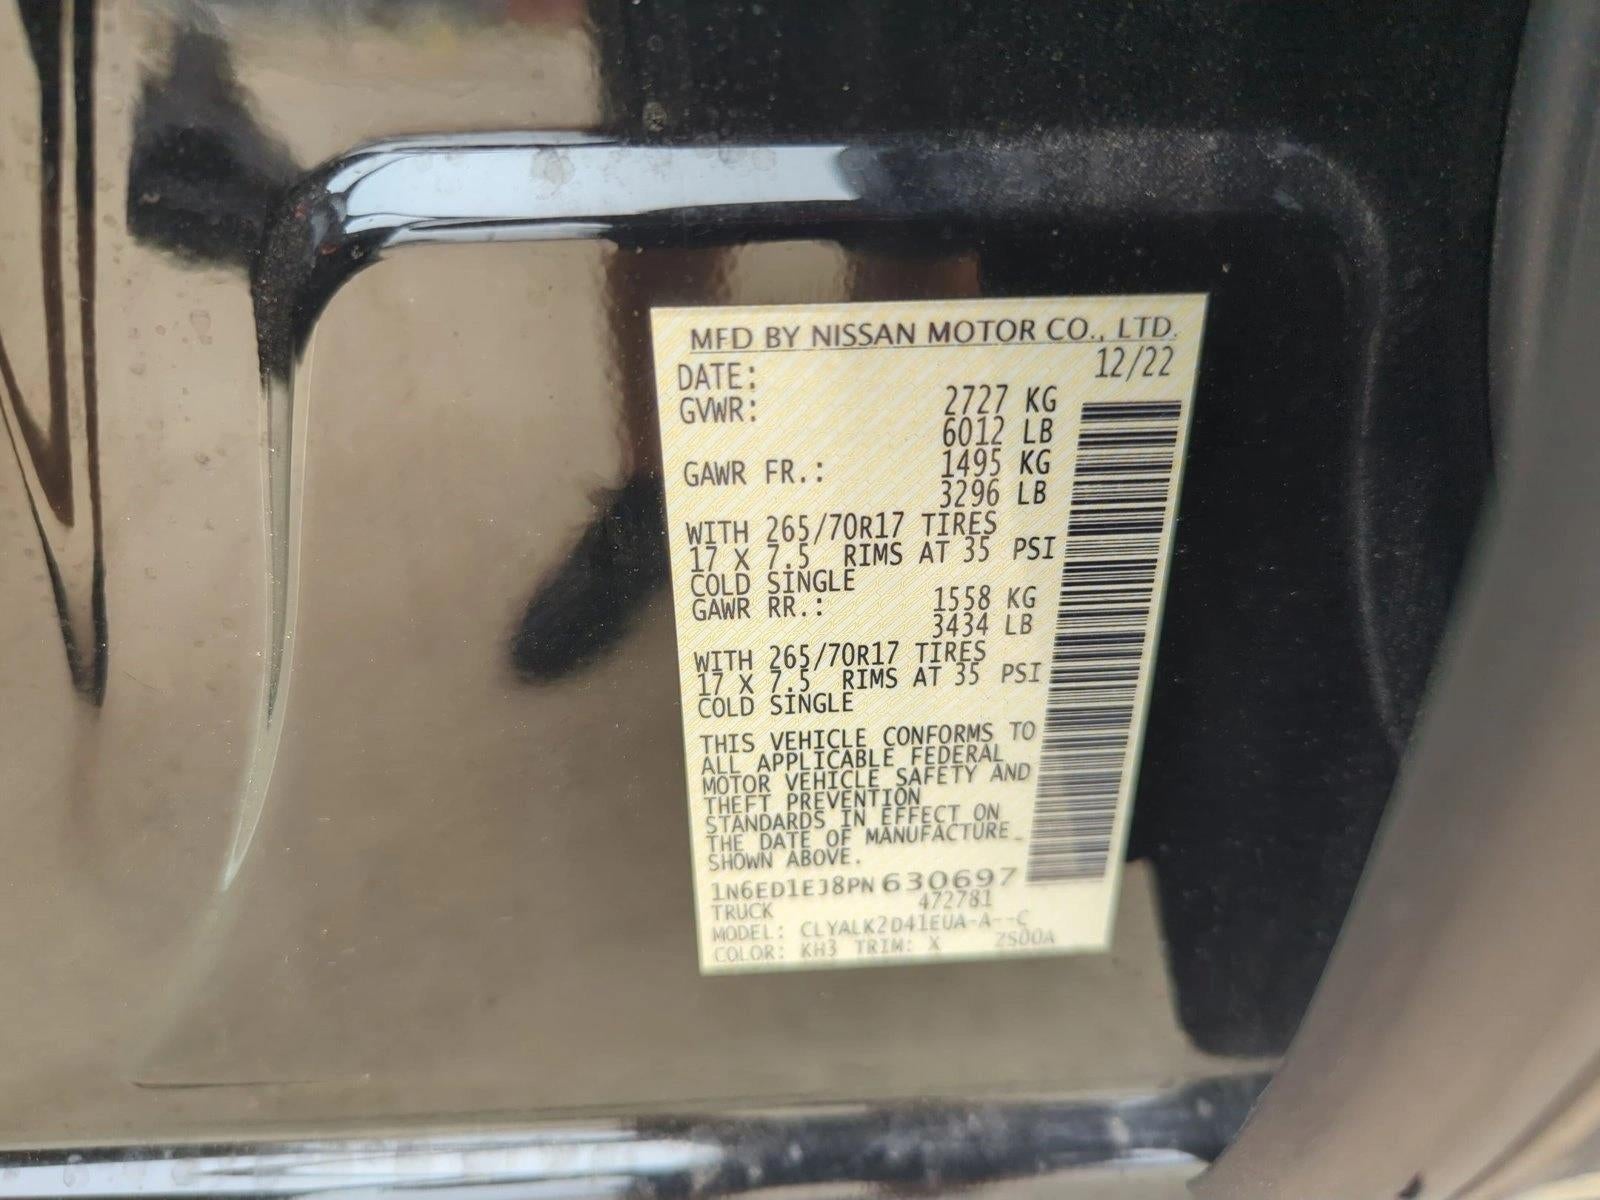 MFD BY NISSAN MOTOR CO., LTD.
DATE: 12/22
GVWR: 2727 KG
6012 LB
GAWR FR.: 1495 KG
3296 LB
WITH 265/70R17 TIRES
17 X 7.5 RIMS AT 35 PSI
COLD SINGLE
GAWR RR.: 1558 KG
3434 LB
WITH 265/70R17 TIRES
17 X 7.5 RIMS AT 35 PSI
COLD SINGLE
THIS VEHICLE CONFORMS TO
ALL APPLICABLE FEDERAL
MOTOR VEHICLE SAFETY AND
THEFT PREVENTION
STANDARDS IN EFFECT ON
THE DATE OF MANUFACTURE
SHOWN ABOVE.
1N6ED1EJ8PN630697
TRUCK 472781
MODEL: CLYALK2D41EUA-A--C
COLOR: KH3 TRIM: X 2S00A